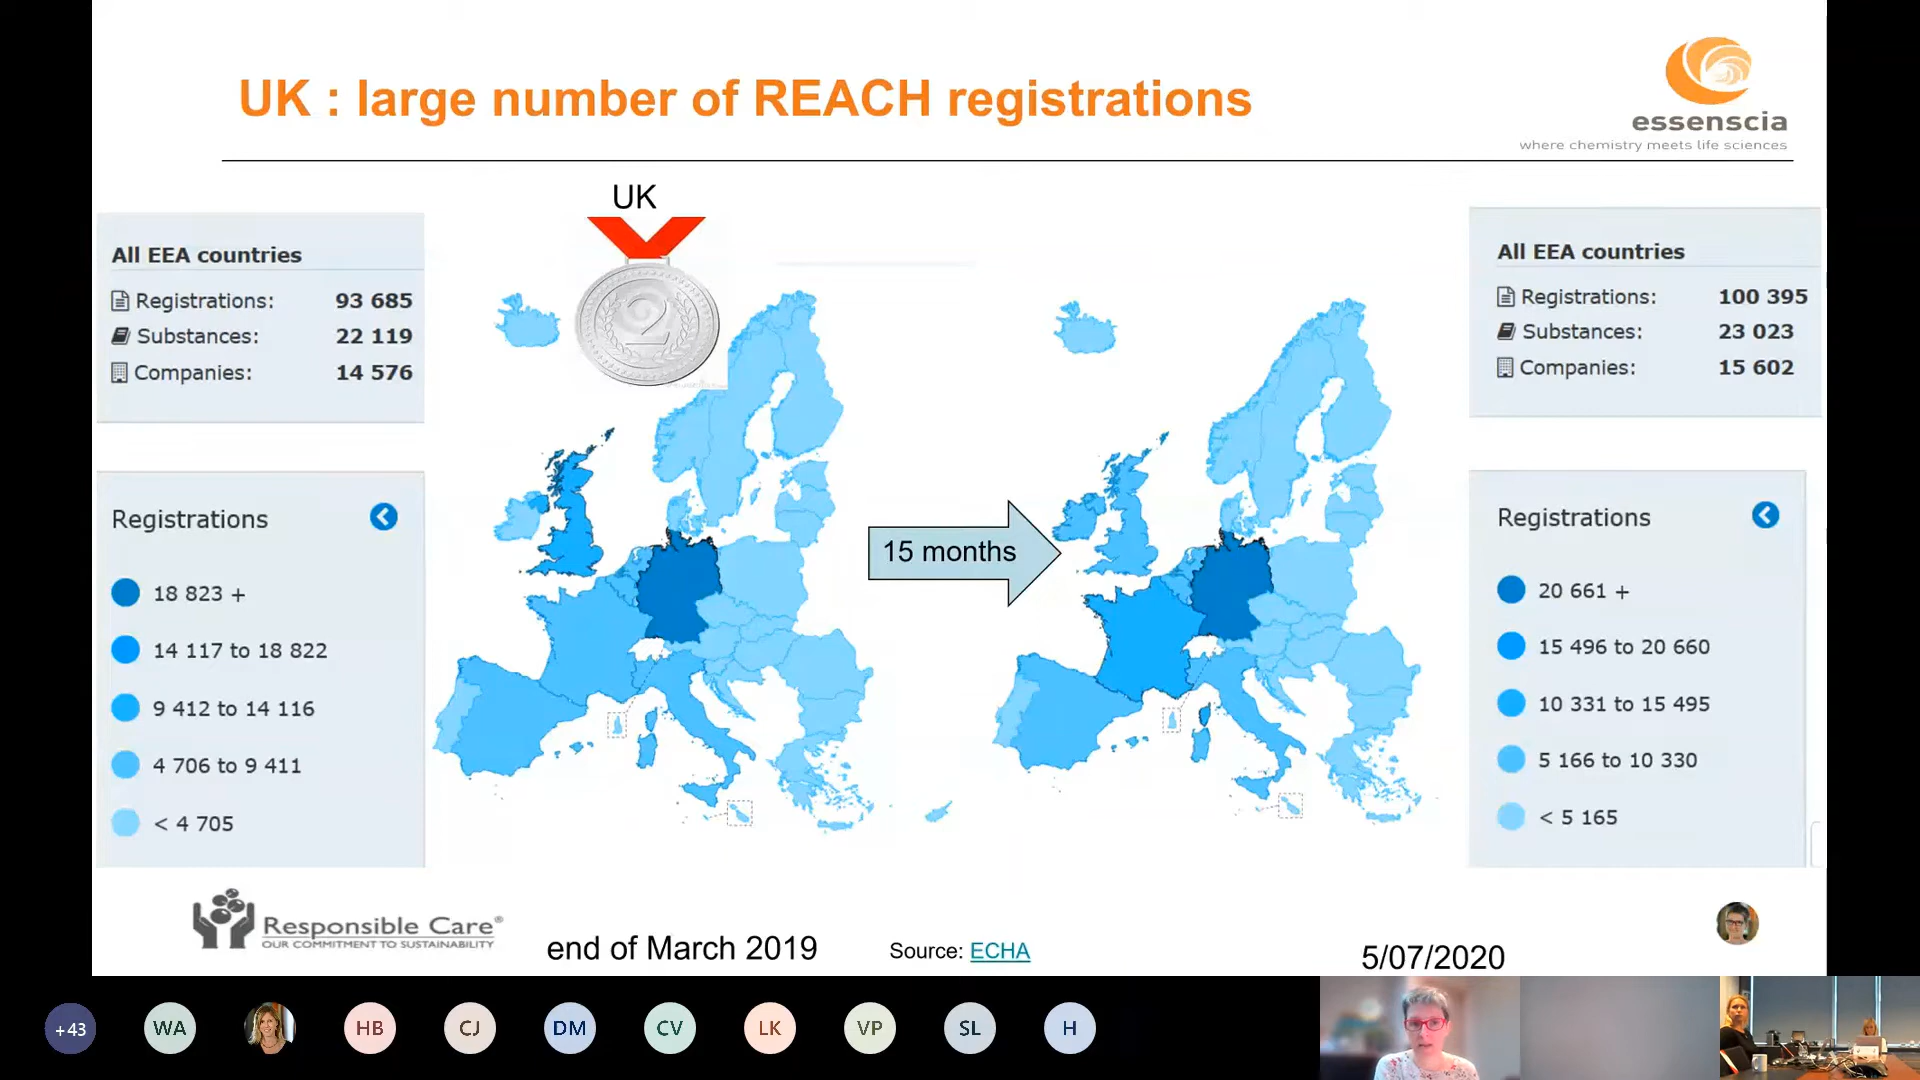 UK : large number of REACH registrations
essenscia
where chemistry meets life sciences
UK
2
All EEA countries
Registrations: 93 685
Substances: 22 119
Companies: 14 576
Registrations
18 823 +
14 117 to 18 822
9 412 to 14 116
4 706 to 9 411
< 4 705
15 months
All EEA countries
Registrations: 100 395
Substances: 23 023
Companies: 15 602
Registrations
20 661 +
15 496 to 20 660
10 331 to 15 495
5 166 to 10 330
< 5 165
Responsible Care®
OUR COMMITMENT TO SUSTAINABILITY
end of March 2019
Source: ECHA
5/07/2020
+43
WA
HB
CJ
DM
CV
LK
VP
SL
H